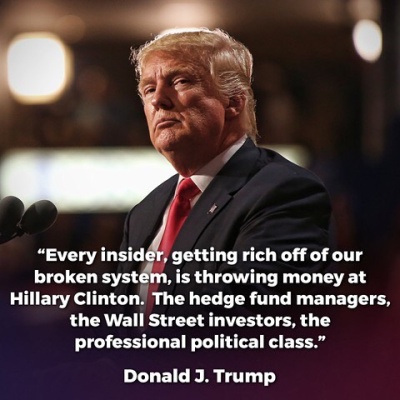 “Every insider, getting rich off of our
broken system, is throwing money at
Hillary Clinton. The hedge fund managers,
the Wall Street investors, the
professional political class.”
Donald J. Trump